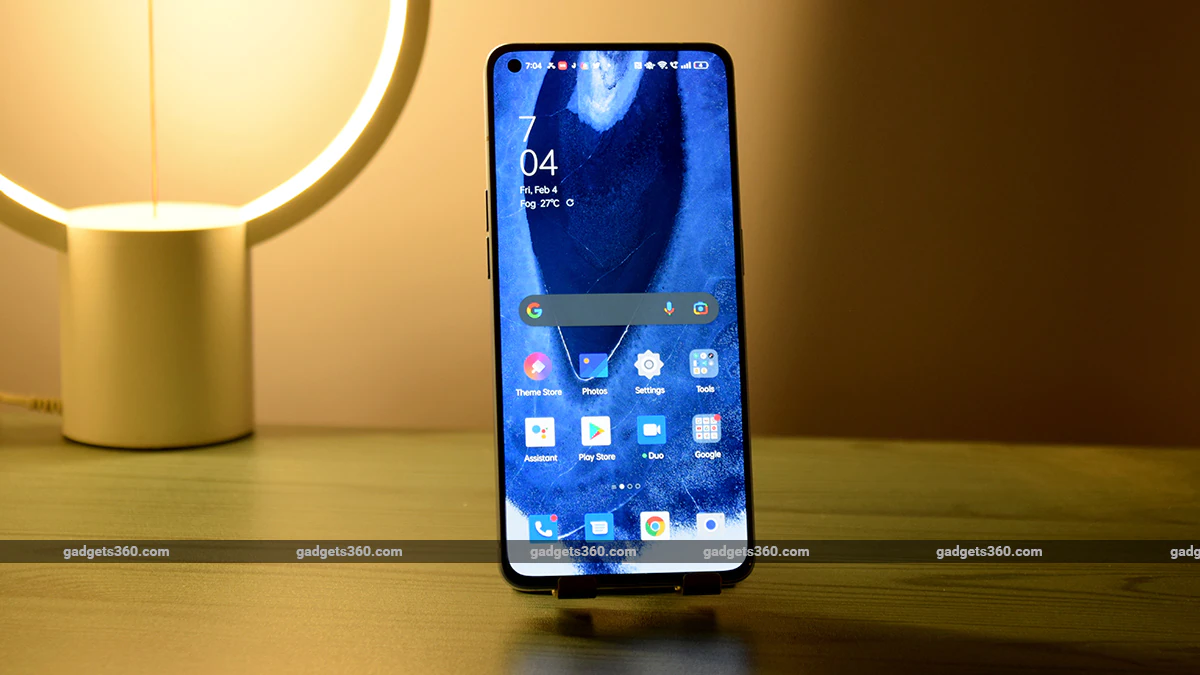 7:04
7
04
Fri, Feb 4
Fog 27°C
Theme Store Photos Settings Tools
Assistant Play Store Duo Google
gadgets360.com gadgets360.com gadgets360.com gadgets360.com gadgets360.com gadg